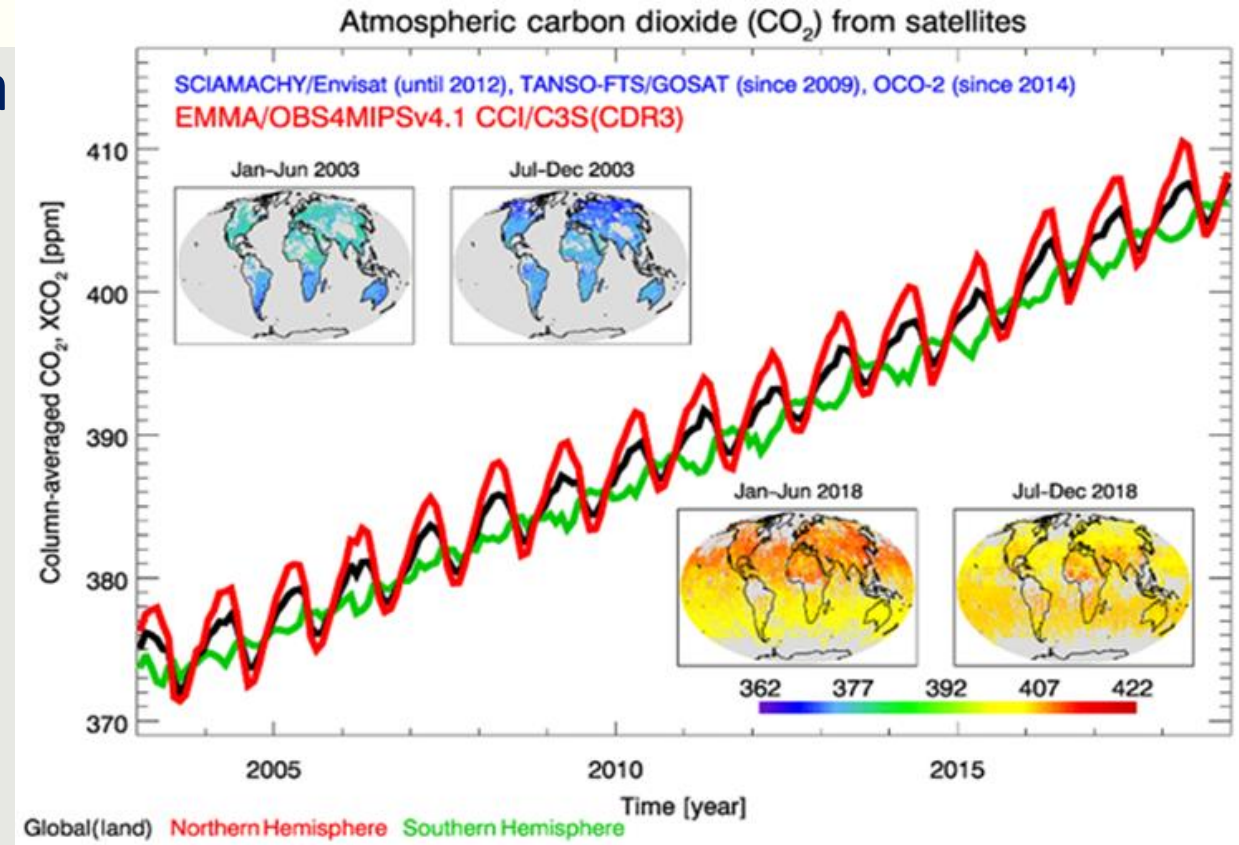 Atmospheric carbon dioxide (CO₂) from satellites
n
SCIAMACHY/Envisat (until 2012), TANSO-FTS/GOSAT (since 2009), OCO-2 (since 2014)
EMMA/OBS4MIPSv4.1 CCI/C3S(CDR3)
Jan-Jun 2003
Jul-Dec 2003
Column-averaged CO₂, XCO₂ [ppm]
410
400
390
380
370
Jan-Jun 2018
Jul-Dec 2018
362 377 392 407 422
2005 2010 2015
Time [year]
Global(land) Northern Hemisphere Southern Hemisphere